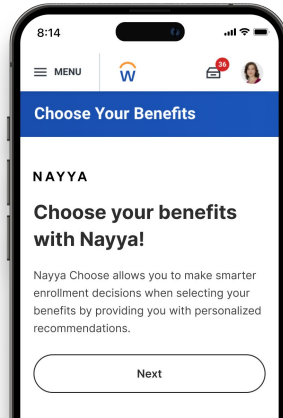 8:14
MENU
36
Choose Your Benefits
NAYYA
Choose your benefits
with Nayya!
Nayya Choose allows you to make smarter
enrollment decisions when selecting your
benefits by providing you with personalized
recommendations.
Next